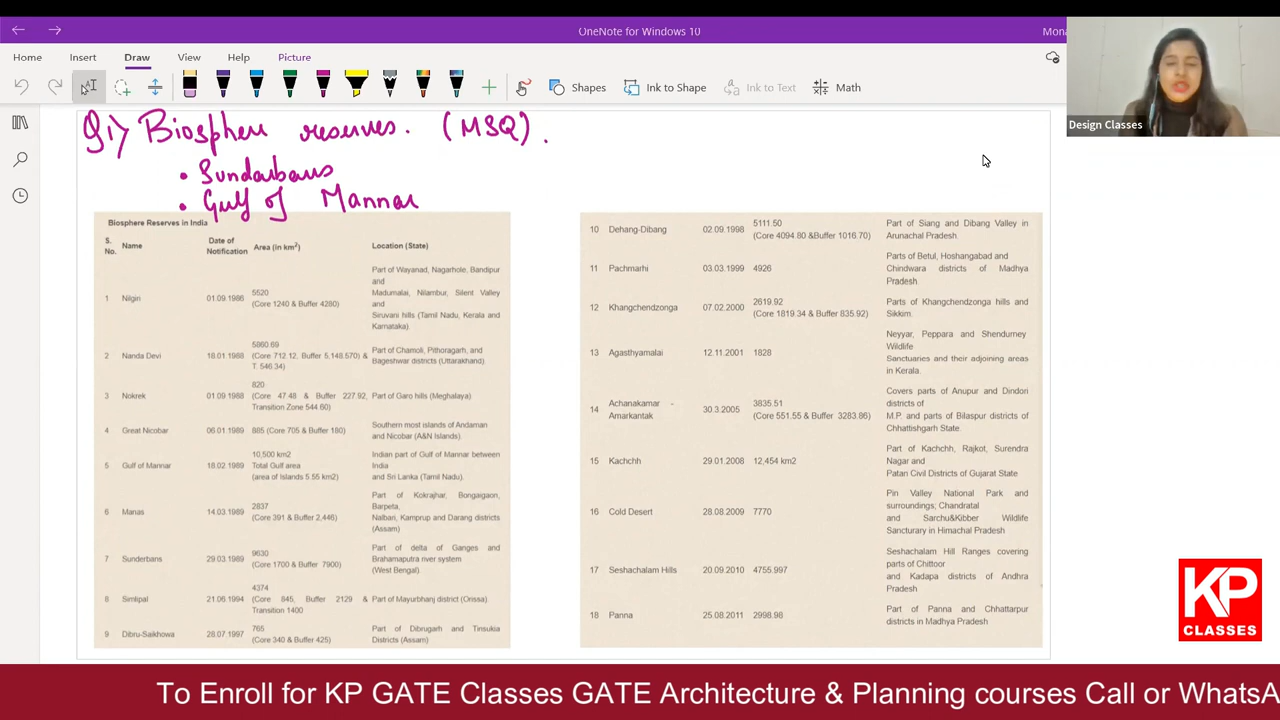 OneNote for Windows 10
Mona
Home Insert Draw View Help Picture
Shapes Ink to Shape Ink to Text Math
Design Classes
Q1) Biosphere reserves. (MSQ).
• Sundarbans
• Gulf of Mannar
Biosphere Reserves in India
S. No. Name Date of Notification Area (in km²) Location (State)
1 Nilgiri 01.09.1986 5520 (Core 1240 & Buffer 4280) Part of Wayanad, Nagarhole, Bandipur and Madumalai, Nilambur, Silent Valley and Siruvani hills (Tamil Nadu, Kerala and Karnataka).
2 Nanda Devi 18.01.1988 5860.69 (Core 712.12, Buffer 5,148.570) & T. 546.34) Part of Chamoli, Pithoragarh, and Bageshwar districts (Uttarakhand).
3 Nokrek 01.09.1988 820 (Core 47.48 & Buffer 227.92, Transition Zone 544.60) Part of Garo hills (Meghalaya)
4 Great Nicobar 06.01.1989 885 (Core 705 & Buffer 180) Southern most islands of Andaman and Nicobar (A&N Islands).
5 Gulf of Mannar 18.02.1989 10,500 km2 Total Gulf area (area of Islands 5.55 km2) Indian part of Gulf of Mannar between India and Sri Lanka (Tamil Nadu).
6 Manas 14.03.1989 2837 (Core 391 & Buffer 2,446) Part of Kokrajhar, Bongaigaon, Barpeta, Nalbari, Kamprup and Darang districts (Assam)
7 Sunderbans 29.03.1989 9630 (Core 1700 & Buffer 7900) Part of delta of Ganges and Brahamaputra river system (West Bengal).
8 Simlipal 21.06.1994 4374 (Core 845, Buffer 2129 & Transition 1400 Part of Mayurbhanj district (Orissa).
9 Dibru-Saikhowa 28.07.1997 765 (Core 340 & Buffer 425) Part of Dibrugarh and Tinsukia Districts (Assam)
10 Dehang-Dibang 02.09.1998 5111.50 (Core 4094.80 &Buffer 1016.70) Part of Siang and Dibang Valley in Arunachal Pradesh.
11 Pachmarhi 03.03.1999 4926 Parts of Betul, Hoshangabad and Chindwara districts of Madhya Pradesh
12 Khangchendzonga 07.02.2000 2619.92 (Core 1819.34 & Buffer 835.92) Parts of Khangchendzonga hills and Sikkim.
13 Agasthyamalai 12.11.2001 1828 Neyyar, Peppara and Shendurney Wildlife Sanctuaries and their adjoining areas in Kerala.
14 Achanakamar - Amarkantak 30.3.2005 3835.51 (Core 551.55 & Buffer 3283.86) Covers parts of Anupur and Dindori districts of M.P. and parts of Bilaspur districts of Chhattishgarh State.
15 Kachchh 29.01.2008 12,454 km2 Part of Kachchh, Rajkot, Surendra Nagar and Patan Civil Districts of Gujarat State
16 Cold Desert 28.08.2009 7770 Pin Valley National Park and surroundings; Chandratal and Sarchu&Kibber Wildlife Sancturary in Himachal Pradesh
17 Seshachalam Hills 20.09.2010 4755.997 Seshachalam Hill Ranges covering parts of Chittoor and Kadapa districts of Andhra Pradesh
18 Panna 25.08.2011 2998.98 Part of Panna and Chhattarpur districts in Madhya Pradesh
KP
CLASSES
To Enroll for KP GATE Classes GATE Architecture & Planning courses Call or WhatsA